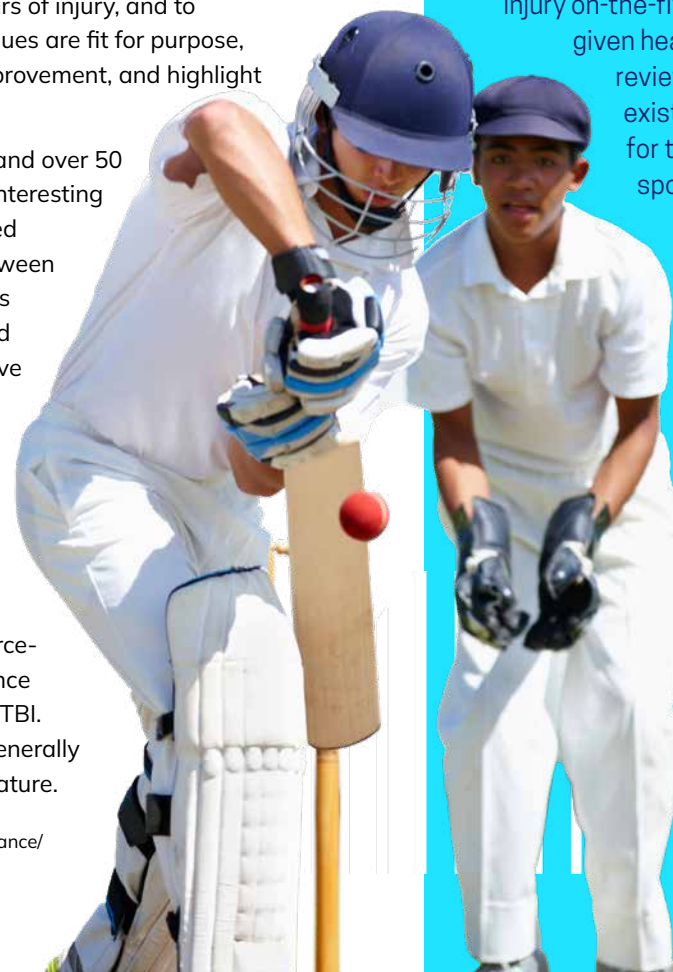 rs of injury, and to
ues are fit for purpose,
provement, and highlight
and over 50
nteresting
ed
ween
s
d
ve
rce-
nce
TBI.
enerally
ature.
ance/
injury on-the-fi
given hea
revie
exist
for t
spo